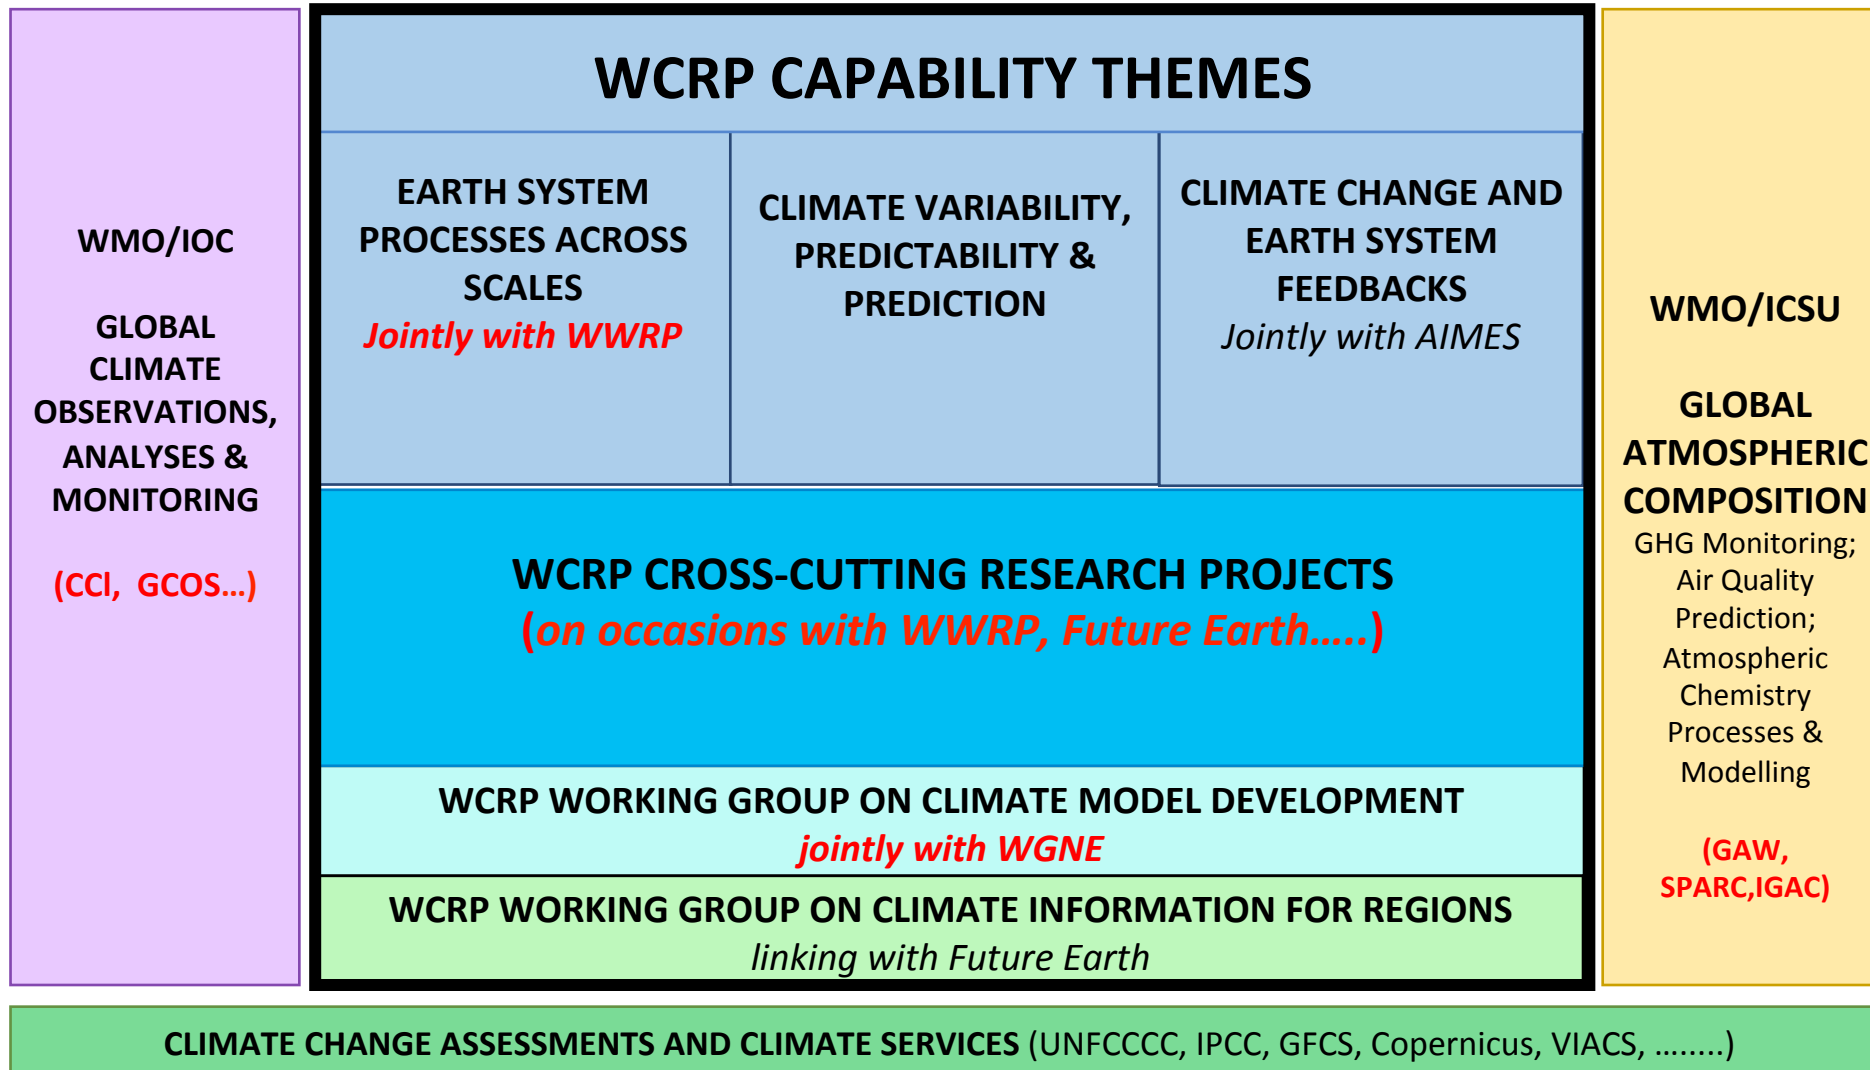 WMO/IOC
GLOBAL
CLIMATE
OBSERVATIONS,
ANALYSES &
MONITORING
(CCl, GCOS…)
WCRP CAPABILITY THEMES
EARTH SYSTEM
PROCESSES ACROSS
SCALES
Jointly with WWRP
CLIMATE VARIABILITY,
PREDICTABILITY &
PREDICTION
CLIMATE CHANGE AND
EARTH SYSTEM
FEEDBACKS
Jointly with AIMES
WCRP CROSS-CUTTING RESEARCH PROJECTS
(on occasions with WWRP, Future Earth…..)
WCRP WORKING GROUP ON CLIMATE MODEL DEVELOPMENT
jointly with WGNE
WCRP WORKING GROUP ON CLIMATE INFORMATION FOR REGIONS
linking with Future Earth
WMO/ICSU
GLOBAL
ATMOSPHERIC
COMPOSITION
GHG Monitoring;
Air Quality
Prediction;
Atmospheric
Chemistry
Processes &
Modelling
(GAW,
SPARC,IGAC)
CLIMATE CHANGE ASSESSMENTS AND CLIMATE SERVICES (UNFCCCC, IPCC, GFCS, Copernicus, VIACS, ……...)